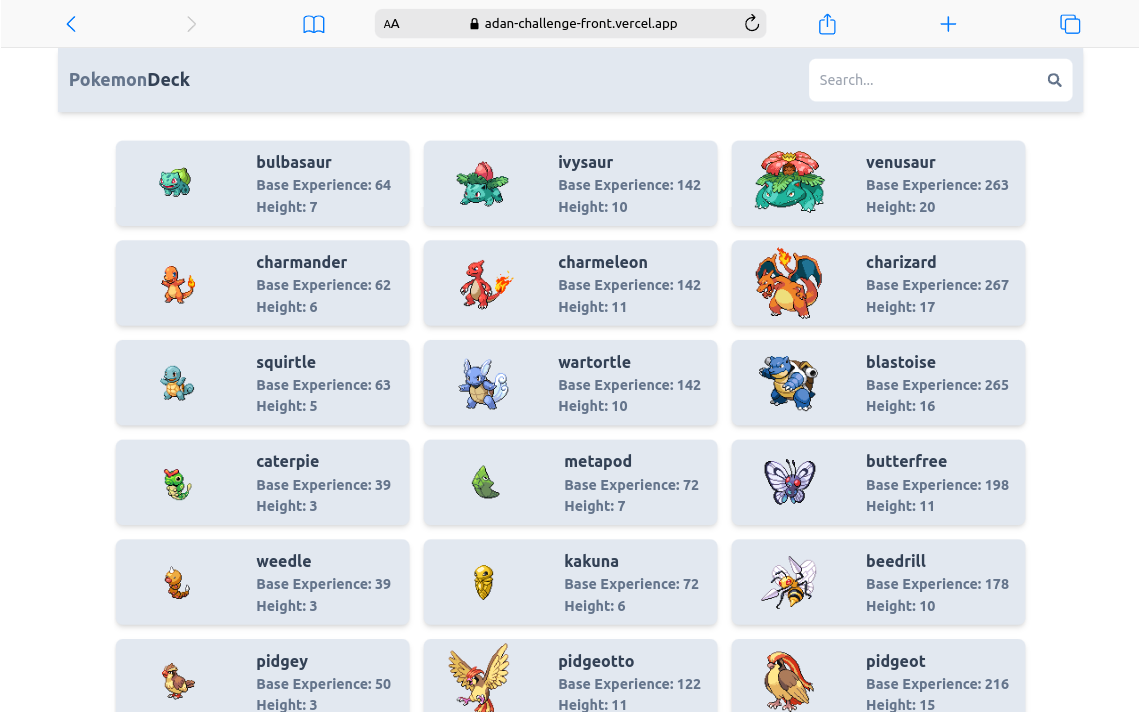 AA adan-challenge-front.vercel.app
PokemonDeck Search...
bulbasaur
Base Experience: 64
Height: 7
ivysaur
Base Experience: 142
Height: 10
venusaur
Base Experience: 263
Height: 20
charmander
Base Experience: 62
Height: 6
charmeleon
Base Experience: 142
Height: 11
charizard
Base Experience: 267
Height: 17
squirtle
Base Experience: 63
Height: 5
wartortle
Base Experience: 142
Height: 10
blastoise
Base Experience: 265
Height: 16
caterpie
Base Experience: 39
Height: 3
metapod
Base Experience: 72
Height: 7
butterfree
Base Experience: 198
Height: 11
weedle
Base Experience: 39
Height: 3
kakuna
Base Experience: 72
Height: 6
beedrill
Base Experience: 178
Height: 10
pidgey
Base Experience: 50
Height: 3
pidgeotto
Base Experience: 122
Height: 11
pidgeot
Base Experience: 216
Height: 15